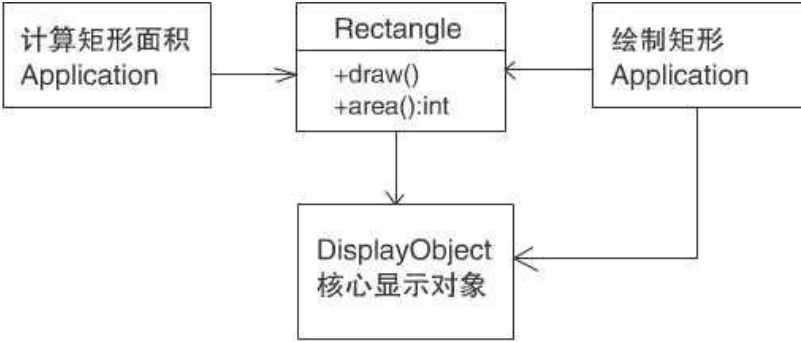 计算矩形面积
Application
Rectangle
+draw()
+area():int
绘制矩形
Application
DisplayObject
核心显示对象